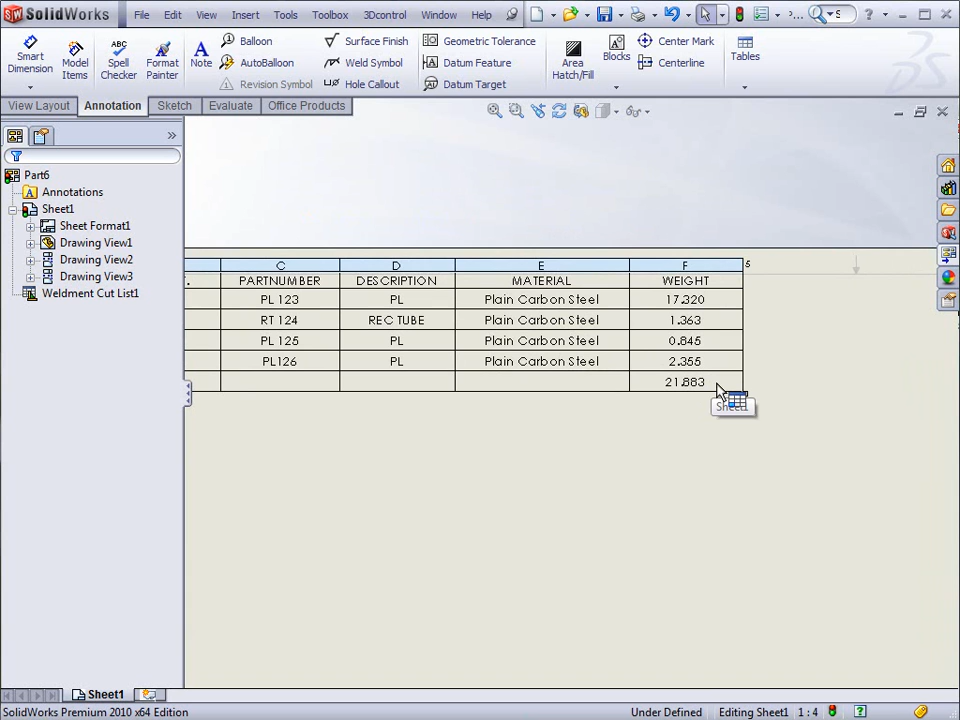 SolidWorks File Edit View Insert Tools Toolbox 3Dcontrol Window Help ... S ?
Smart Dimension
Model Items
ABC
Spell Checker
Format Painter
A
Note
Balloon
AutoBalloon
Revision Symbol
Surface Finish
Weld Symbol
Hole Callout
Geometric Tolerance
Datum Feature
Datum Target
Area Hatch/Fill
Blocks
Center Mark
Centerline
Tables
View Layout Annotation Sketch Evaluate Office Products
Part6
Annotations
Sheet1
Sheet Format1
Drawing View1
Drawing View2
Drawing View3
Weldment Cut List1
C D E F
PARTNUMBER DESCRIPTION MATERIAL WEIGHT
PL 123 PL Plain Carbon Steel 17.320
RT 124 REC TUBE Plain Carbon Steel 1.363
PL 125 PL Plain Carbon Steel 0.845
PL126 PL Plain Carbon Steel 2.355
21.883
Sheet1
Sheet1
SolidWorks Premium 2010 x64 Edition Under Defined Editing Sheet1 1 : 4 ?